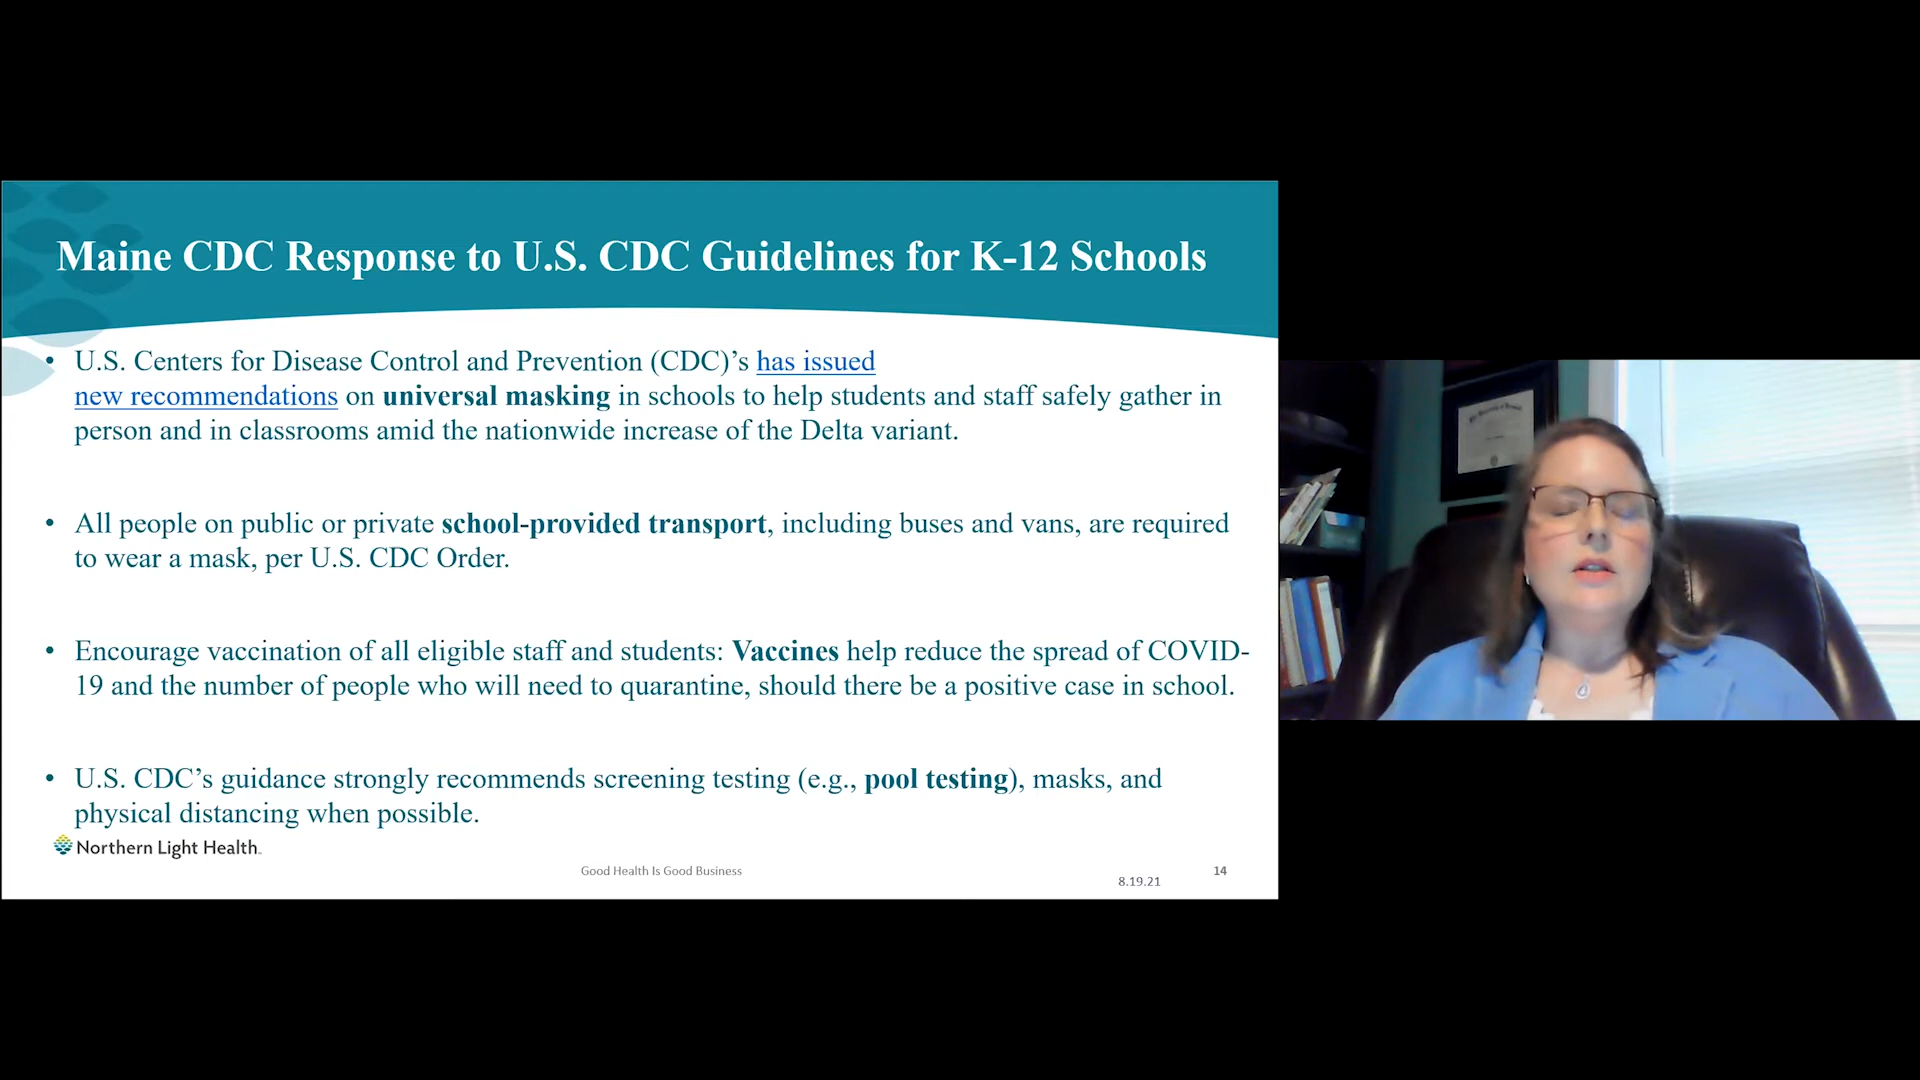 Maine CDC Response to U.S. CDC Guidelines for K-12 Schools
• U.S. Centers for Disease Control and Prevention (CDC)’s has issued
new recommendations on universal masking in schools to help students and staff safely gather in
person and in classrooms amid the nationwide increase of the Delta variant.
• All people on public or private school-provided transport, including buses and vans, are required
to wear a mask, per U.S. CDC Order.
• Encourage vaccination of all eligible staff and students: Vaccines help reduce the spread of COVID-
19 and the number of people who will need to quarantine, should there be a positive case in school.
• U.S. CDC’s guidance strongly recommends screening testing (e.g., pool testing), masks, and
physical distancing when possible.
Northern Light Health
Good Health Is Good Business
14
8.19.21